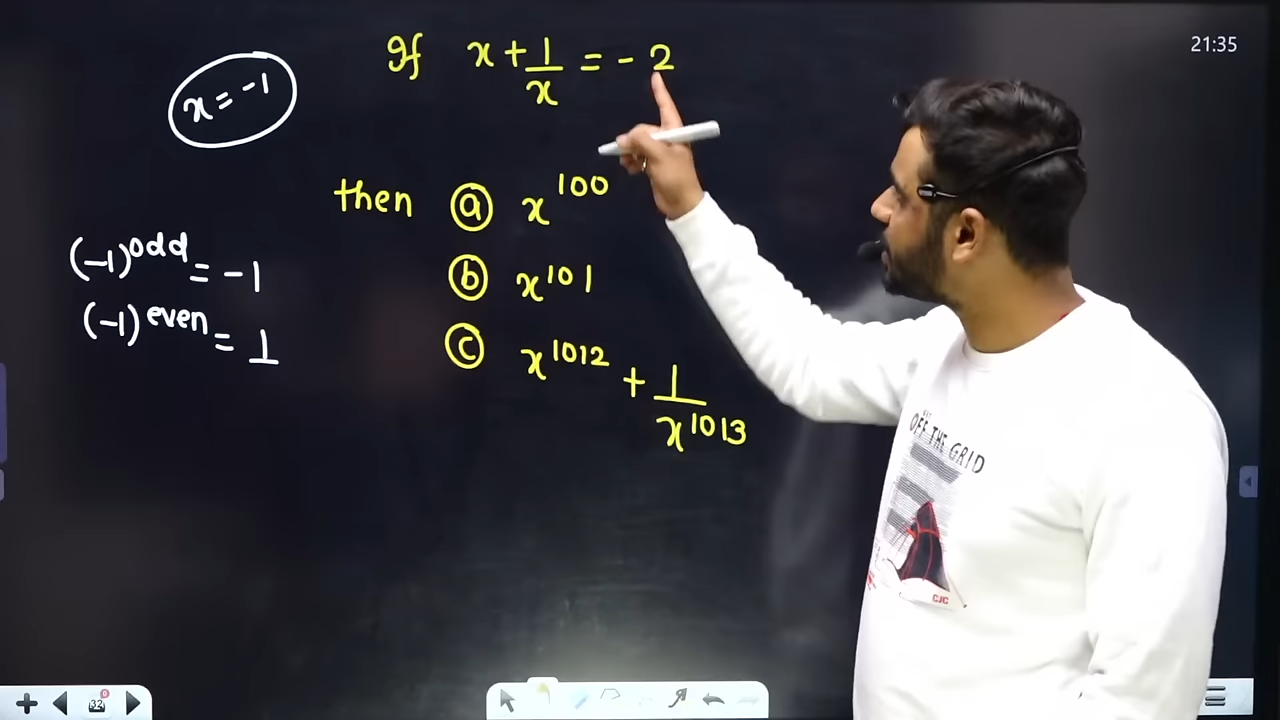 21:35
If x + 1/x = -2
x = -1
then ⓐ x^100
ⓑ x^101
ⓒ x^1012 + 1/x^1013
(-1)^odd = -1
(-1)^even = 1
OFF THE GRID
CJC
32
0